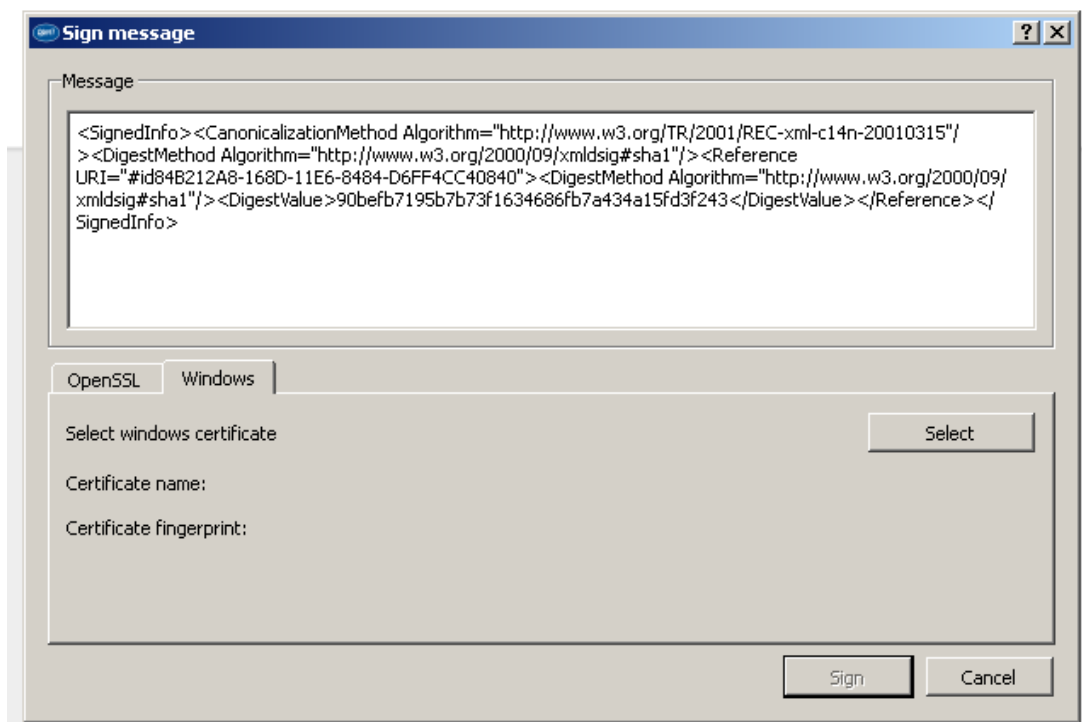 Sign message
Message
<SignedInfo><CanonicalizationMethod Algorithm="http://www.w3.org/TR/2001/REC-xml-c14n-20010315"/
><DigestMethod Algorithm="http://www.w3.org/2000/09/xmldsig#sha1"/><Reference
URI="#id84B212A8-168D-11E6-8484-D6FF4CC40840"><DigestMethod Algorithm="http://www.w3.org/2000/09/
xmldsig#sha1"/><DigestValue>90befb7195b7b73f1634686fb7a434a15fd3f243</DigestValue></Reference></
SignedInfo>
OpenSSL Windows
Select windows certificate Select
Certificate name:
Certificate fingerprint:
Sign Cancel